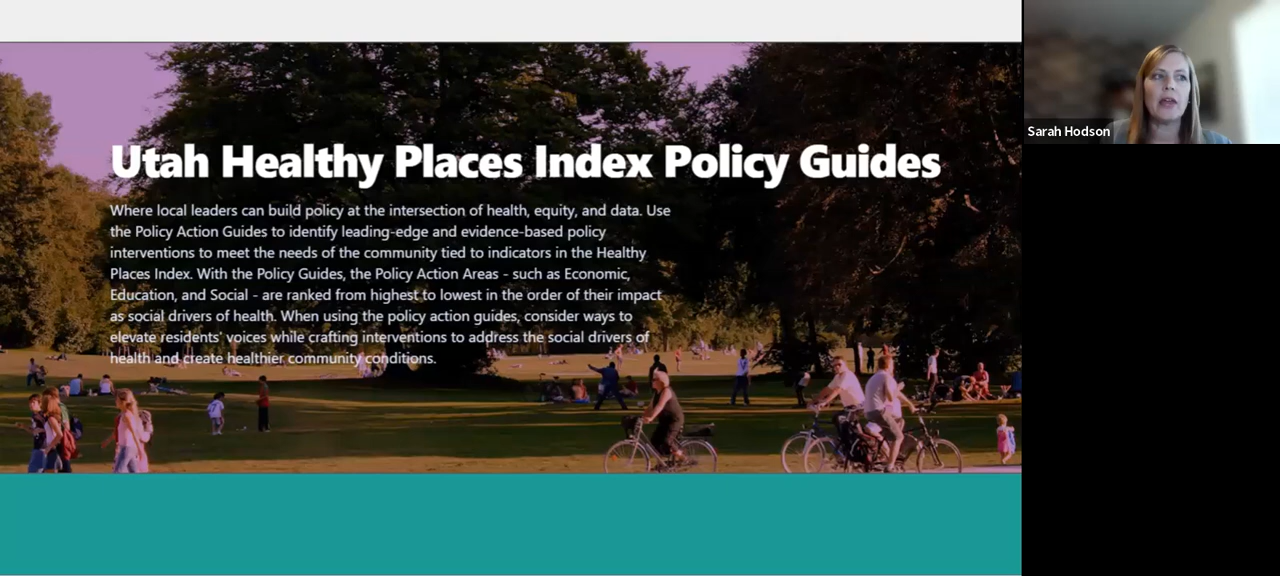 Utah Healthy Places Index Policy Guides
Where local leaders can build policy at the intersection of health, equity, and data. Use
the Policy Action Guides to identify leading-edge and evidence-based policy
interventions to meet the needs of the community tied to indicators in the Healthy
Places Index. With the Policy Guides, the Policy Action Areas - such as Economic,
Education, and Social - are ranked from highest to lowest in the order of their impact
as social drivers of health. When using the policy action guides, consider ways to
elevate residents' voices while crafting interventions to address the social drivers of
health and create healthier community conditions.
Sarah Hodson